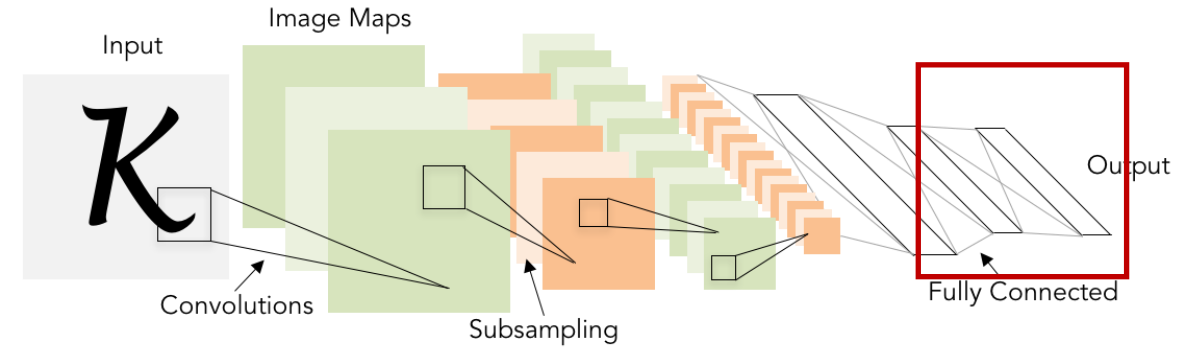 Image Maps
Input
K
Output
Convolutions
Fully Connected
Subsampling